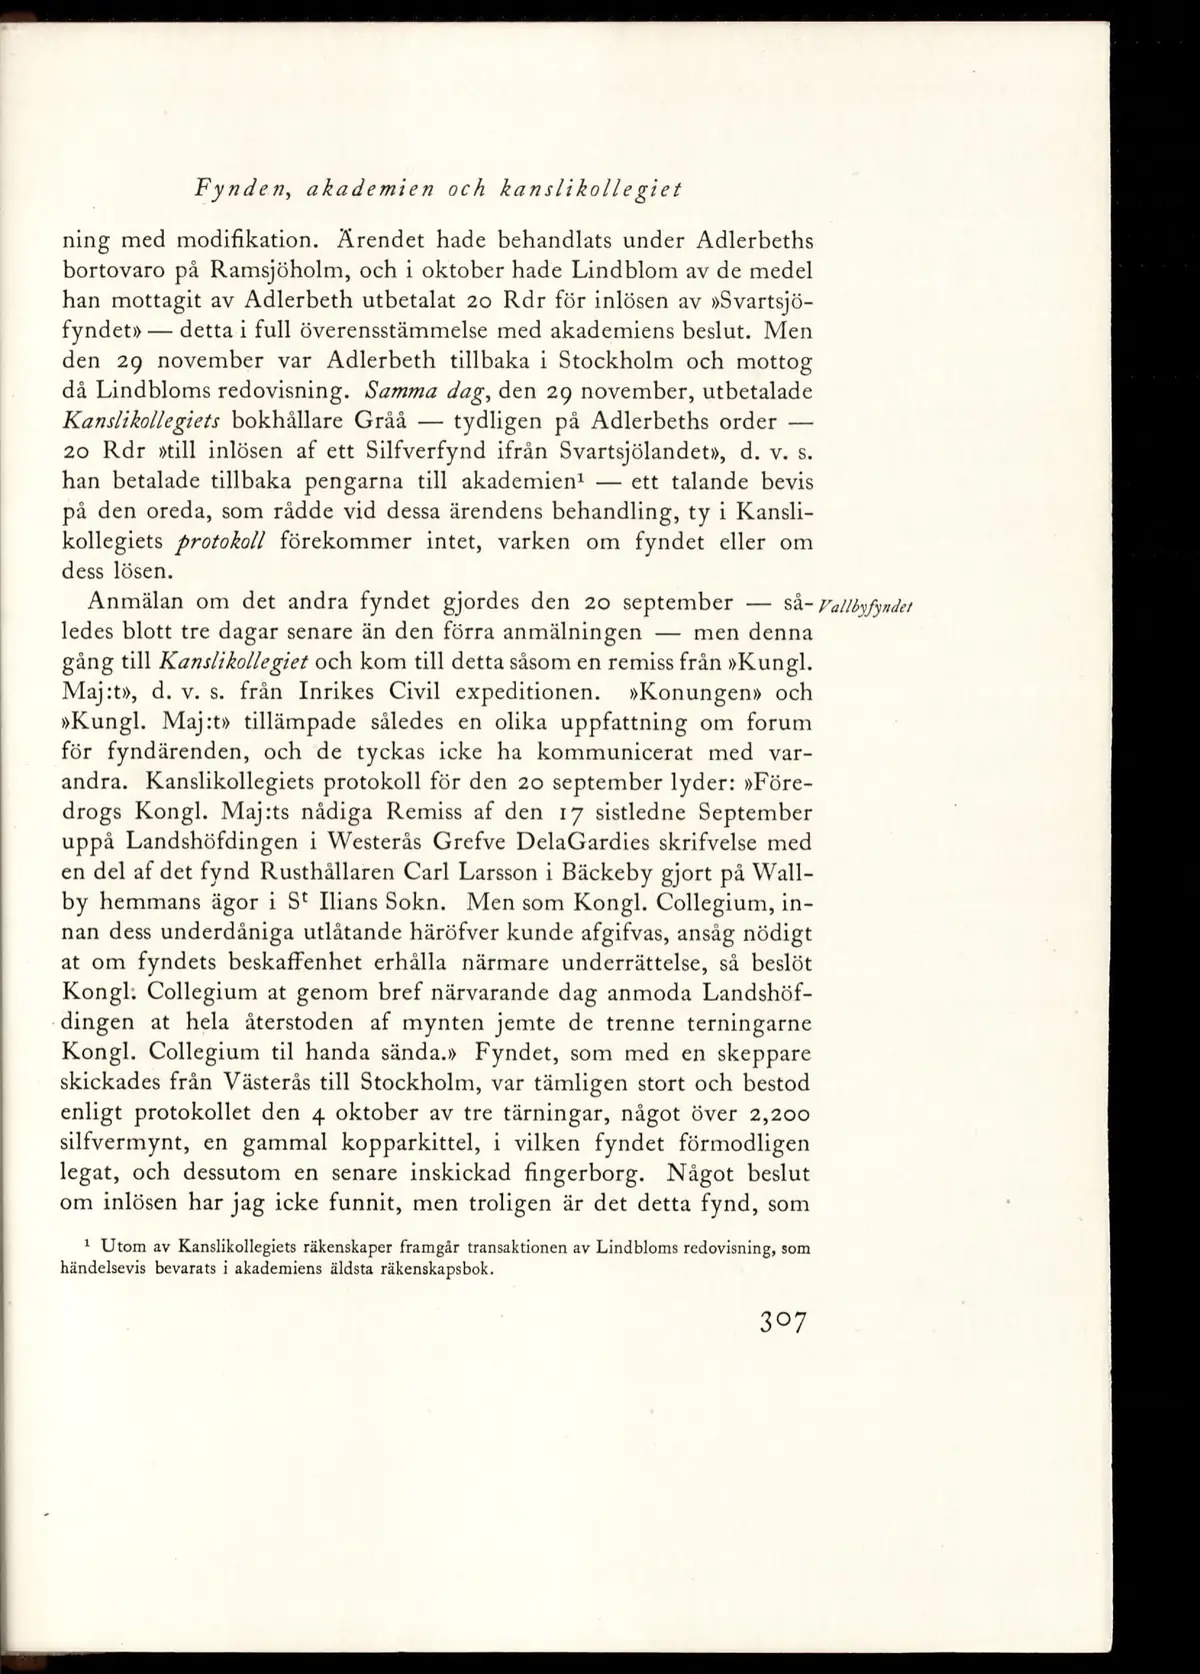 Fynden, akademien och kanslikollegiet
ning med modifikation. Ärendet hade behandlats under Adlerbeths
bortovaro på Ramsjöholm, och i oktober hade Lindblom av de medel
han mottagit av Adlerbeth utbetalat 20 Rdr för inlösen av »Svartsjö-
fyndet» — detta i full överensstämmelse med akademiens beslut. Men
den 29 november var Adlerbeth tillbaka i Stockholm och mottog
då Lindbloms redovisning. Samma dag, den 29 november, utbetalade
Kanslikollegiets bokhållare Gråå — tydligen på Adlerbeths order —
20 Rdr »till inlösen af ett Silfverfynd ifrån Svartsjölandet», d. v. s.
han betalade tillbaka pengarna till akademien¹ — ett talande bevis
på den oreda, som rådde vid dessa ärendens behandling, ty i Kansli-
kollegiets protokoll förekommer intet, varken om fyndet eller om
dess lösen.
Anmälan om det andra fyndet gjordes den 20 september — så- Vallbyfyndet
ledes blott tre dagar senare än den förra anmälningen — men denna
gång till Kanslikollegiet och kom till detta såsom en remiss från »Kungl.
Maj:t», d. v. s. från Inrikes Civil expeditionen. »Konungen» och
»Kungl. Maj:t» tillämpade således en olika uppfattning om forum
för fyndärenden, och de tyckas icke ha kommunicerat med var-
andra. Kanslikollegiets protokoll för den 20 september lyder: »Före-
drogs Kongl. Maj:ts nådiga Remiss af den 17 sistledne September
uppå Landshöfdingen i Westerås Grefve DelaGardies skrifvelse med
en del af det fynd Rusthållaren Carl Larsson i Bäckeby gjort på Wall-
by hemmans ägor i Sᵗ Ilians Sokn. Men som Kongl. Collegium, in-
nan dess underdåniga utlåtande häröfver kunde afgifvas, ansåg nödigt
at om fyndets beskaffenhet erhålla närmare underrättelse, så beslöt
Kongl. Collegium at genom bref närvarande dag anmoda Landshöf-
dingen at hela återstoden af mynten jemte de trenne terningarne
Kongl. Collegium til handa sända.» Fyndet, som med en skeppare
skickades från Västerås till Stockholm, var tämligen stort och bestod
enligt protokollet den 4 oktober av tre tärningar, något över 2,200
silfvermynt, en gammal kopparkittel, i vilken fyndet förmodligen
legat, och dessutom en senare inskickad fingerborg. Något beslut
om inlösen har jag icke funnit, men troligen är det detta fynd, som
¹ Utom av Kanslikollegiets räkenskaper framgår transaktionen av Lindbloms redovisning, som
händelsevis bevarats i akademiens äldsta räkenskapsbok.
307